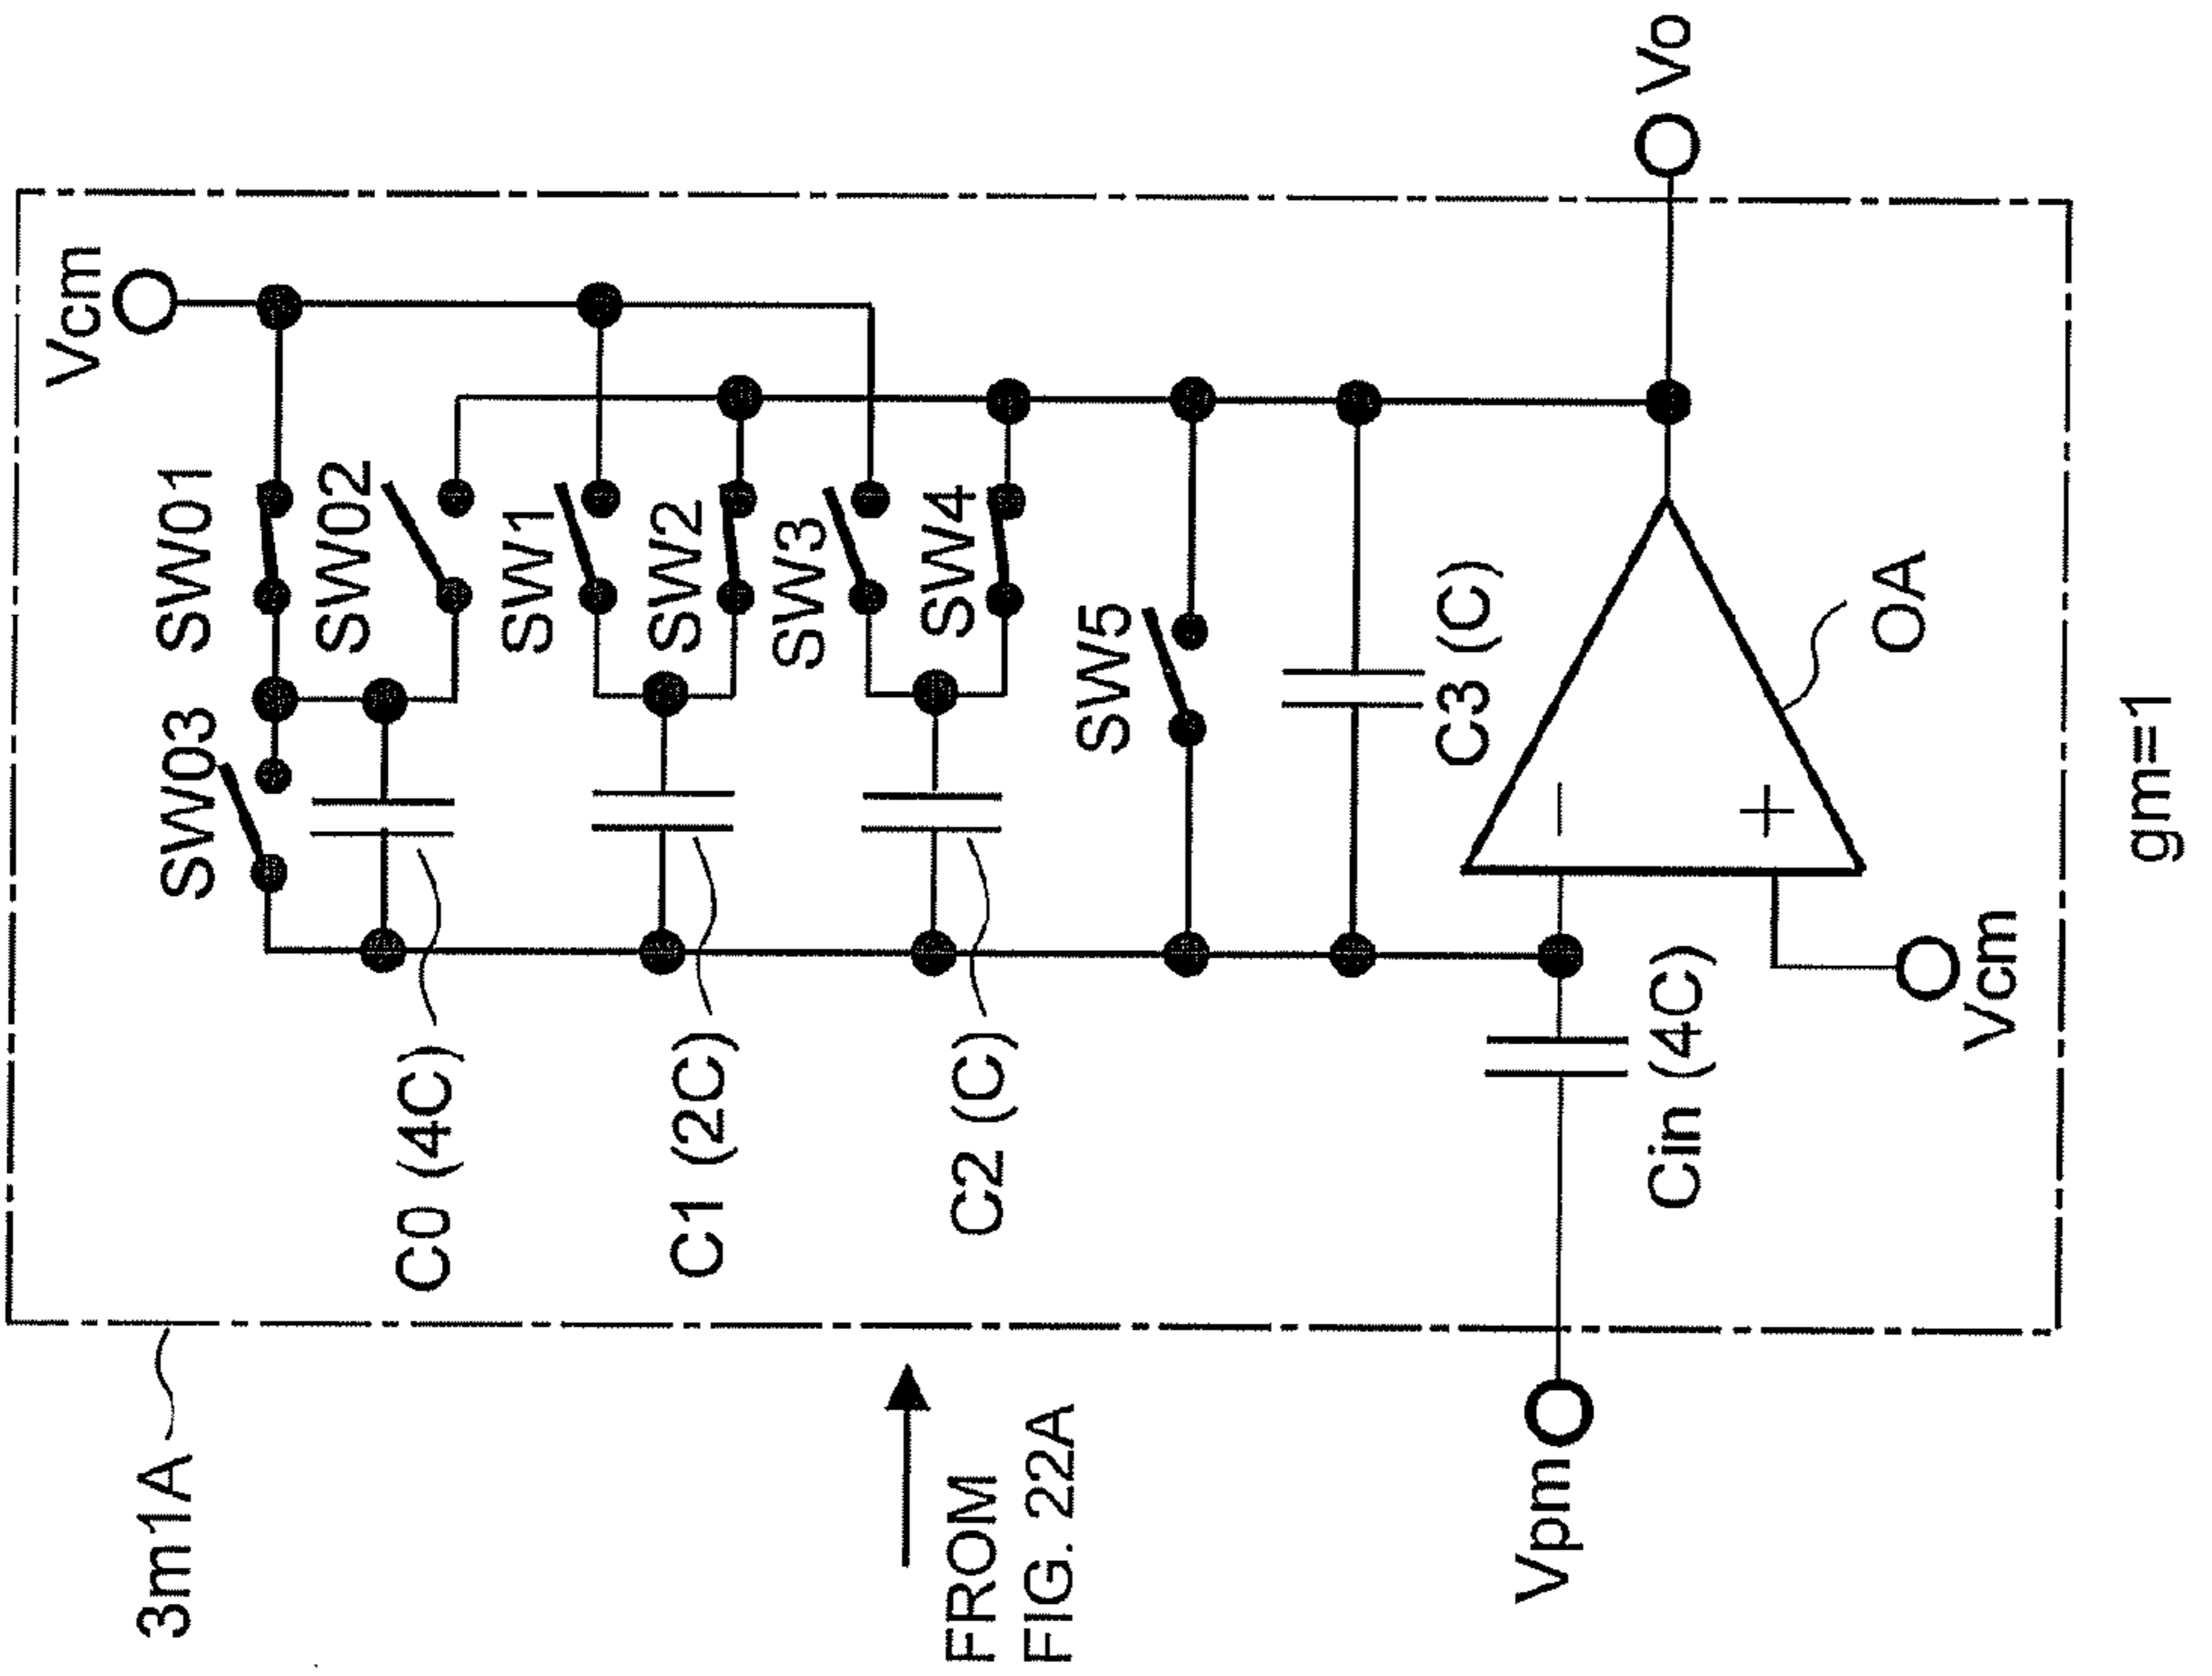 3m1A
FROM
FIG. 22A
Vpm
Vcm
SW03
SW01
SW02
C0 (4C)
SW1
SW2
C1 (2C)
SW3
SW4
C2 (C)
SW5
C3 (C)
Cin (4C)
−
+
OA
Vcm
Vo
gm=1